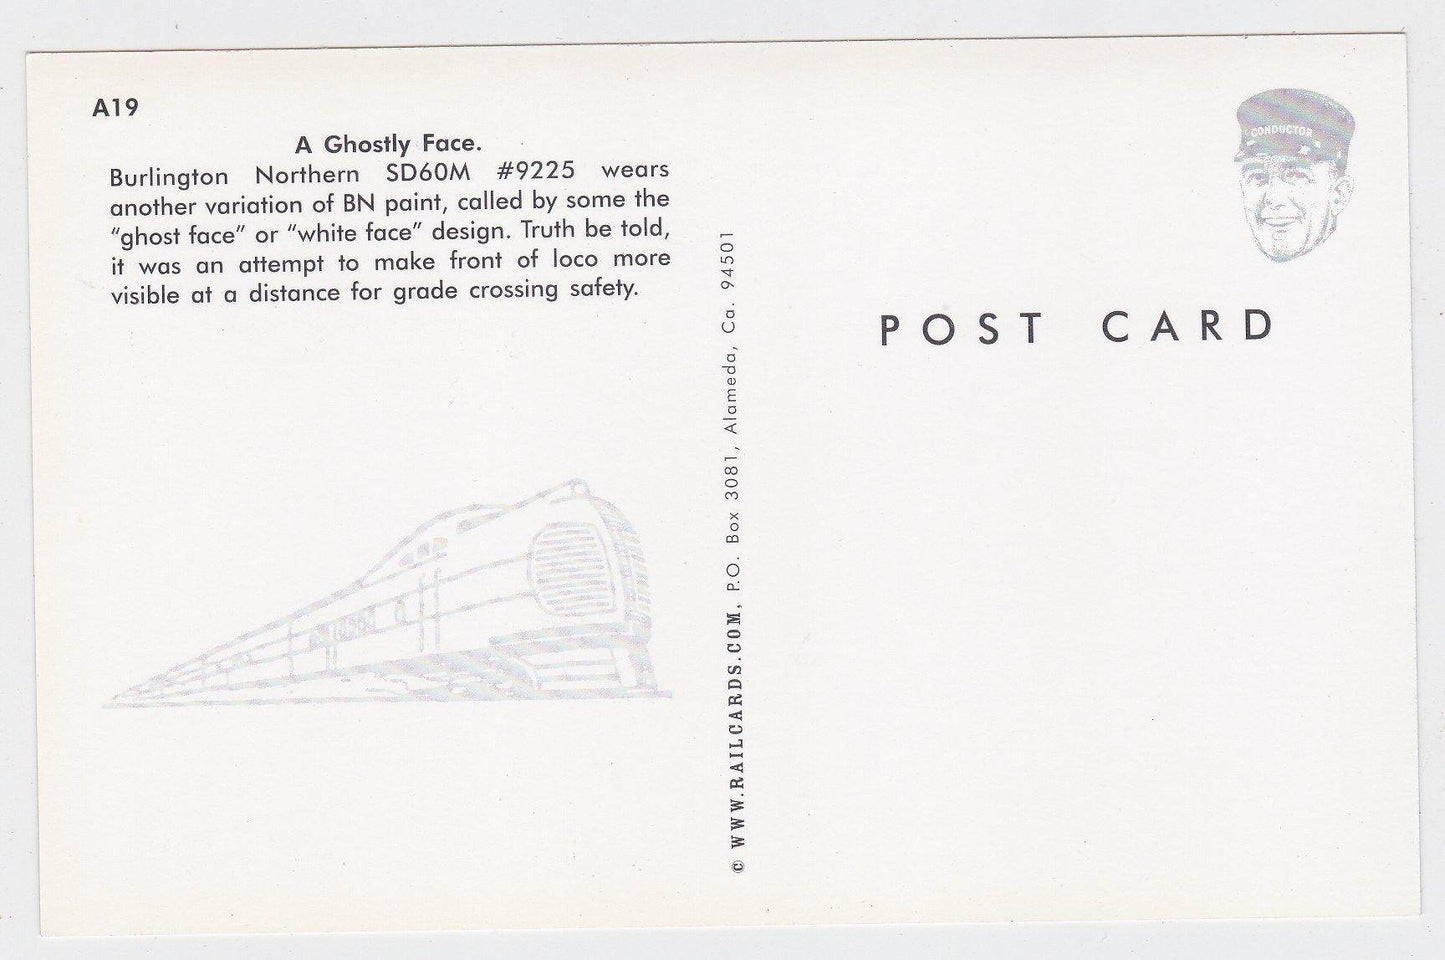 A19
A Ghostly Face.
Burlington Northern SD60M #9225 wears
another variation of BN paint, called by some the
“ghost face” or “white face” design. Truth be told,
it was an attempt to make front of loco more
visible at a distance for grade crossing safety.
© WWW.RAILCARDS.COM, P.O. Box 3081, Alameda, Ca. 94501
CONDUCTOR
POST CARD